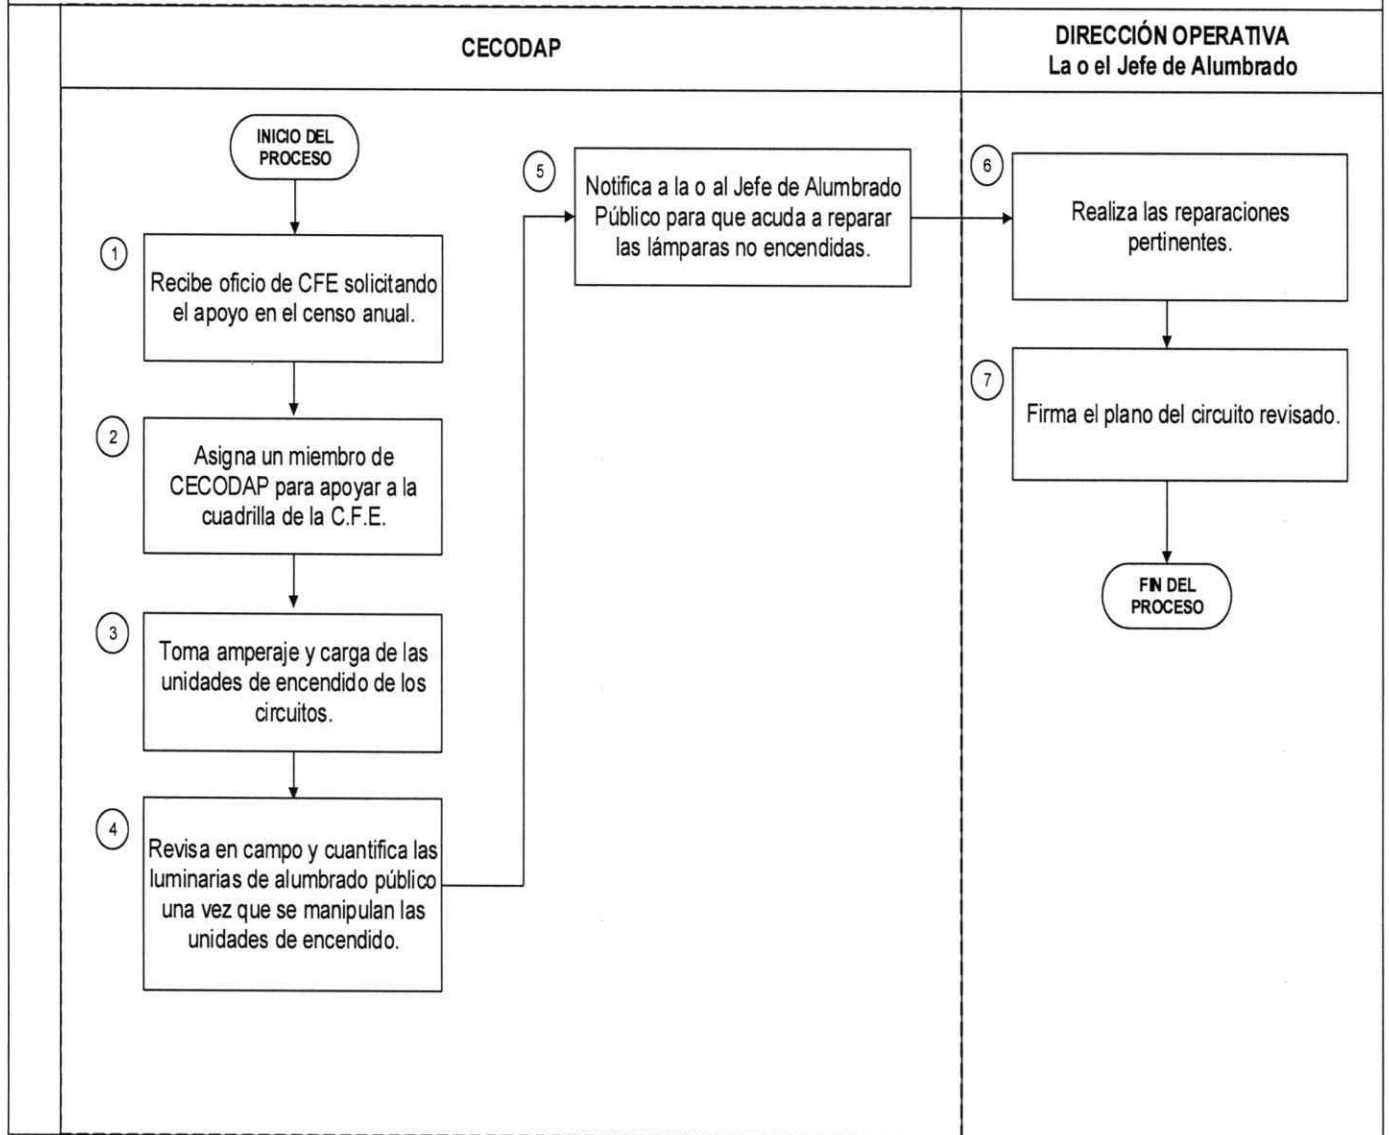 CECODAP
DIRECCIÓN OPERATIVA
La o el Jefe de Alumbrado
INICIO DEL
PROCESO
1
Recibe oficio de CFE solicitando
el apoyo en el censo anual.
2
Asigna un miembro de
CECODAP para apoyar a la
cuadrilla de la C.F.E.
3
Toma amperaje y carga de las
unidades de encendido de los
circuitos.
4
Revisa en campo y cuantifica las
luminarias de alumbrado público
una vez que se manipulan las
unidades de encendido.
5
Notifica a la o al Jefe de Alumbrado
Público para que acuda a reparar
las lámparas no encendidas.
6
Realiza las reparaciones
pertinentes.
7
Firma el plano del circuito revisado.
FIN DEL
PROCESO